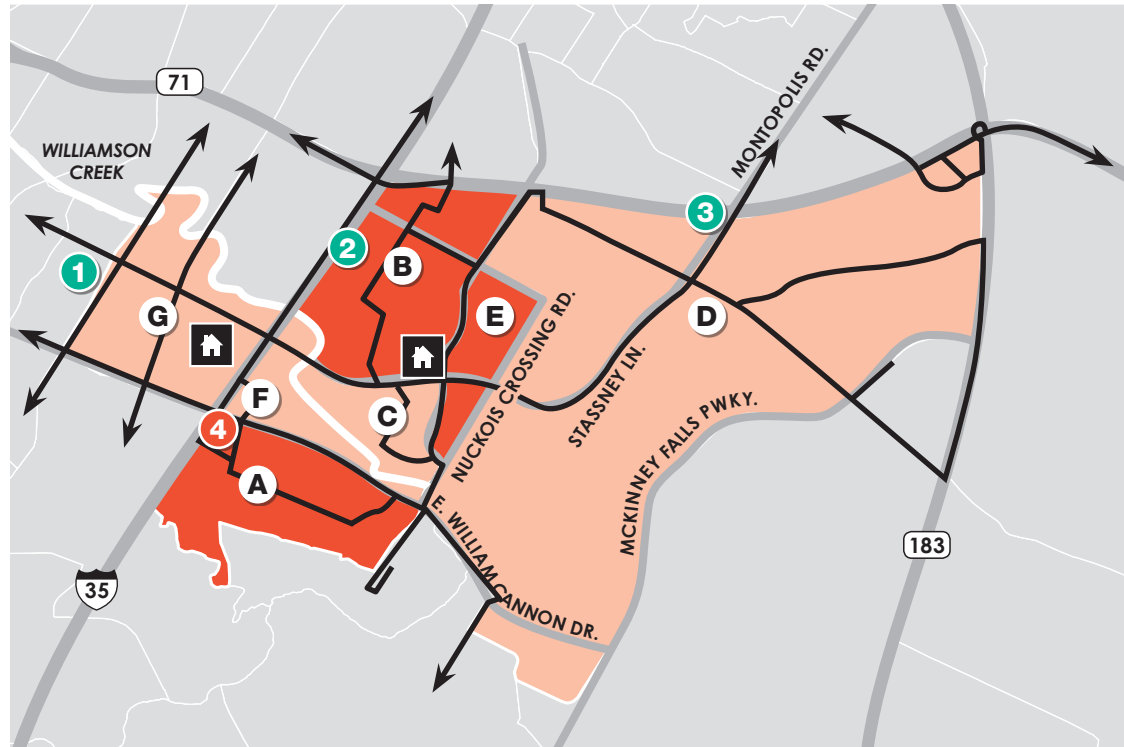 71
WILLIAMSON
CREEK
MONTOPOLIS RD.
3
2
1
B
G
E
D
NUCKOIS CROSSING RD.
STASSNEY LN.
F
C
4
MCKINNEY FALLS PWKY.
A
E. WILLIAM CANNON DR.
183
35